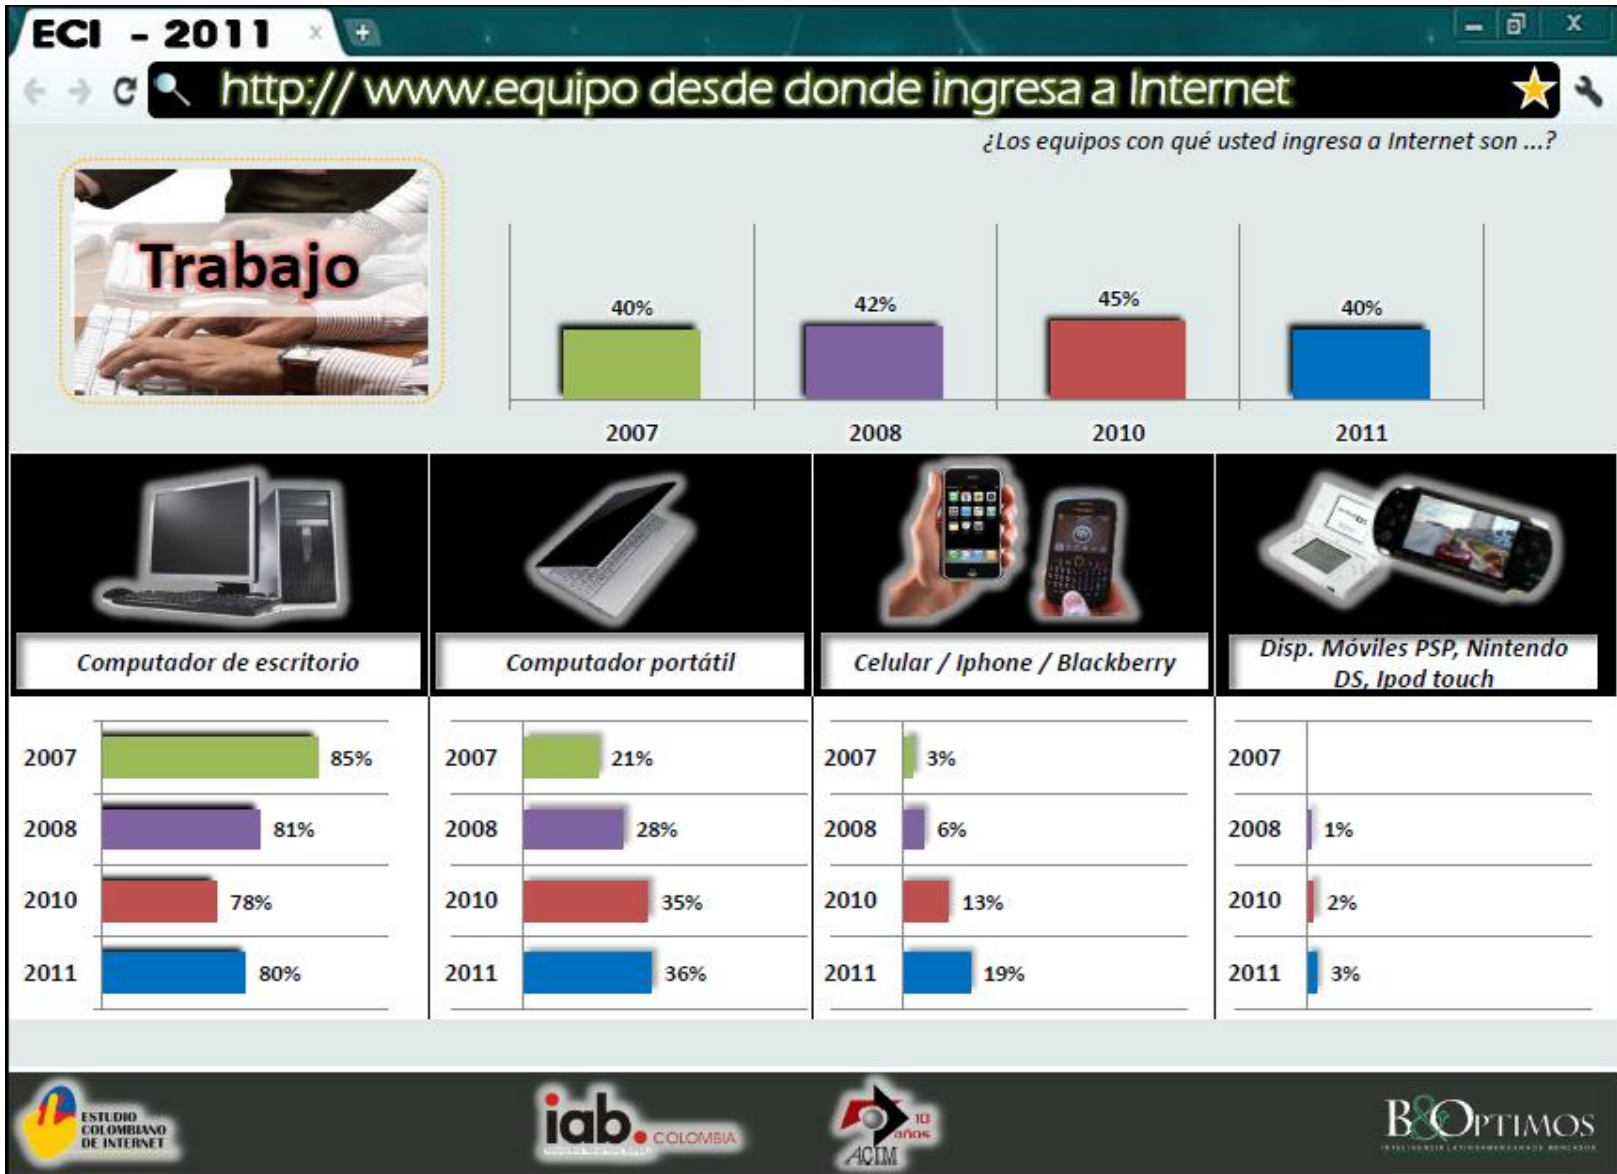 ECI - 2011
http:// www.equipo desde donde ingresa a Internet
¿Los equipos con qué usted ingresa a Internet son ...?
Trabajo
40% 42% 45% 40%
2007 2008 2010 2011
Computador de escritorio
Computador portátil
Celular / Iphone / Blackberry
Disp. Móviles PSP, Nintendo
DS, Ipod touch
2007 85%
2008 81%
2010 78%
2011 80%
2007 21%
2008 28%
2010 35%
2011 36%
2007 3%
2008 6%
2010 13%
2011 19%
2007
2008 1%
2010 2%
2011 3%
ESTUDIO
COLOMBIANO
DE INTERNET
iab. COLOMBIA
10
años
ACIM
B&OPTIMOS
INTELIGENCIA LATINOAMERICANA DE MERCADOS